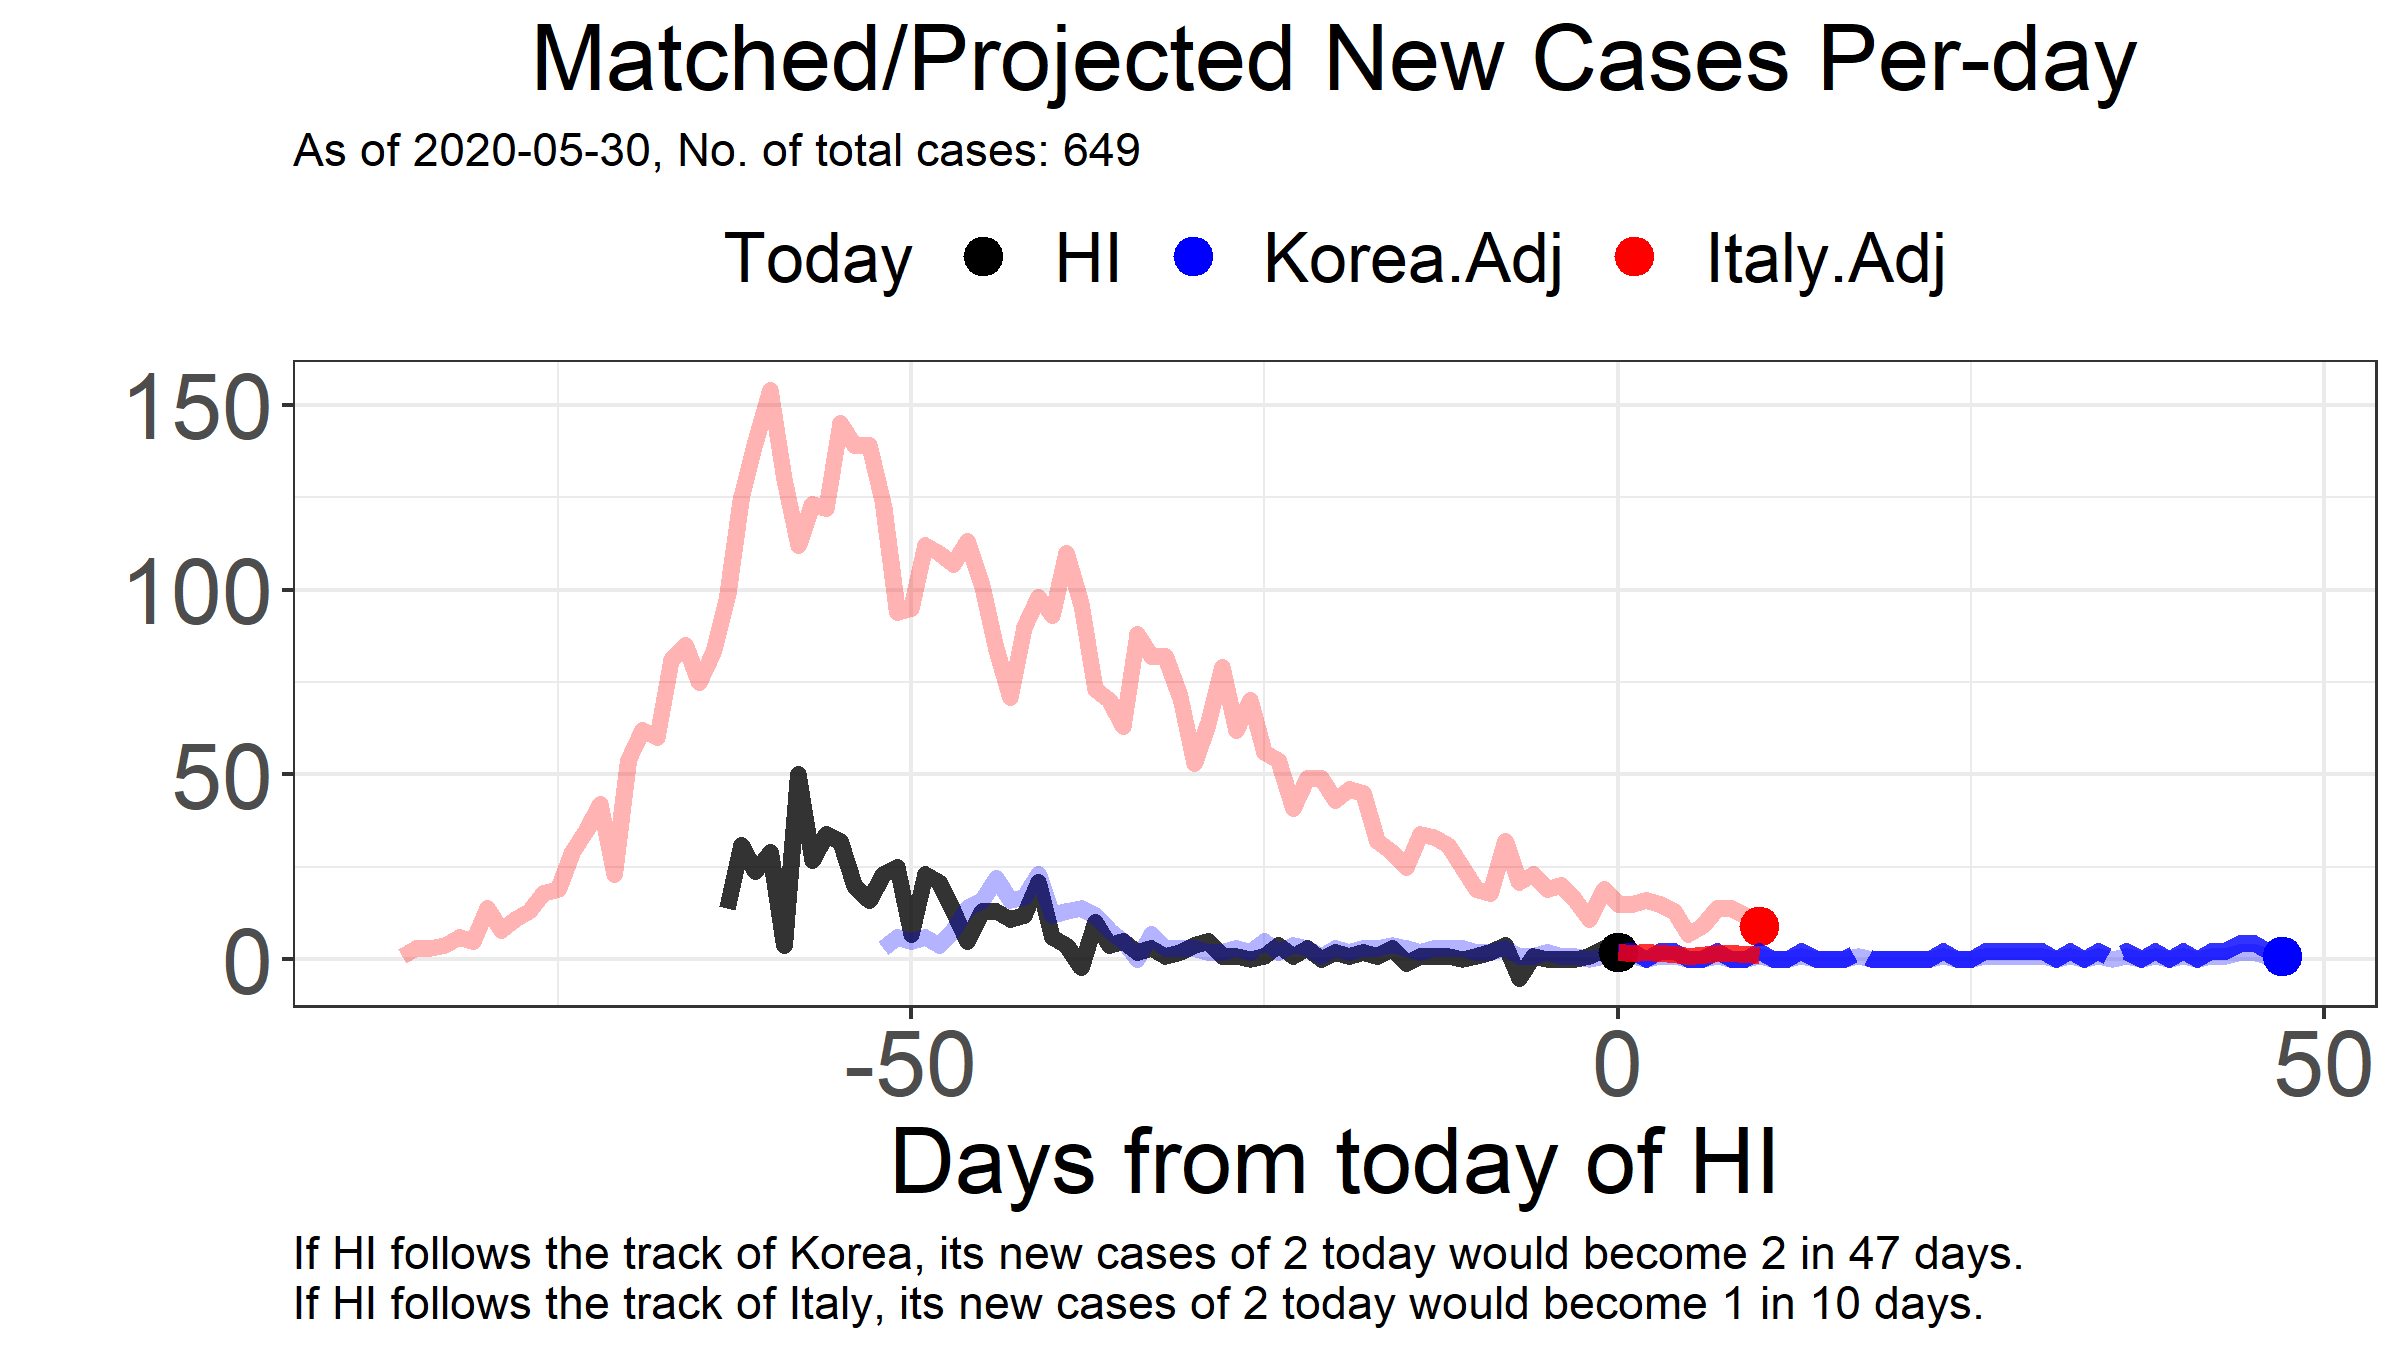 Matched/Projected New Cases Per-day
As of 2020-05-30, No. of total cases: 649
Today HI Korea.Adj Italy.Adj
150
100
50
0
-50 0 50
Days from today of HI
If HI follows the track of Korea, its new cases of 2 today would become 2 in 47 days.
If HI follows the track of Italy, its new cases of 2 today would become 1 in 10 days.